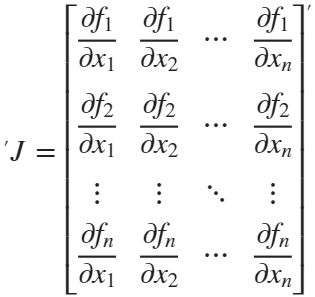 ′J = [ ∂f₁/∂x₁ ∂f₁/∂x₂ ⋯ ∂f₁/∂xₙ
∂f₂/∂x₁ ∂f₂/∂x₂ ⋯ ∂f₂/∂xₙ
⋮ ⋮ ⋱ ⋮
∂fₙ/∂x₁ ∂fₙ/∂x₂ ⋯ ∂fₙ/∂xₙ ]′